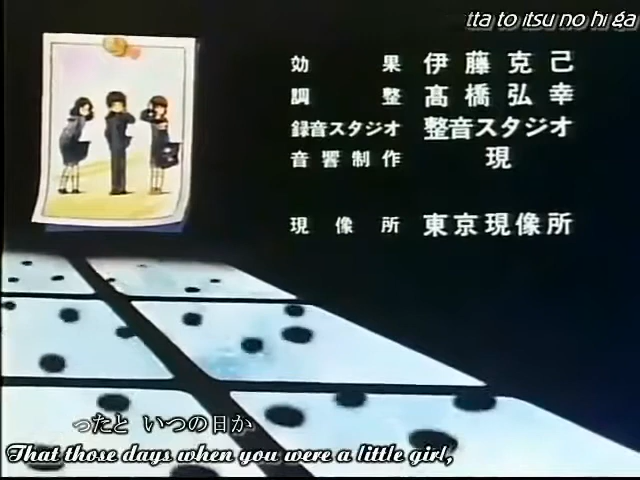 tta to itsu no hi ga
効果 伊藤克己
調整 髙橋弘幸
録音スタジオ 整音スタジオ
音響制作 現
現像所 東京現像所
ったと いつの日か
That those days when you were a little girl,